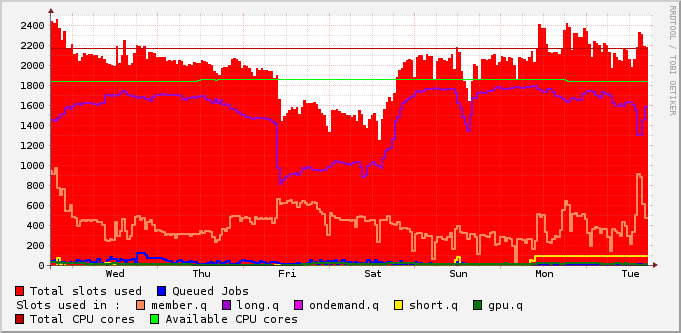 RRDTOOL / TOBI OETIKER
2400
2200
2000
1800
1600
1400
1200
1000
800
600
400
200
0
Wed Thu Fri Sat Sun Mon Tue
Total slots used Queued Jobs
Slots used in : member.q long.q ondemand.q short.q gpu.q
Total CPU cores Available CPU cores